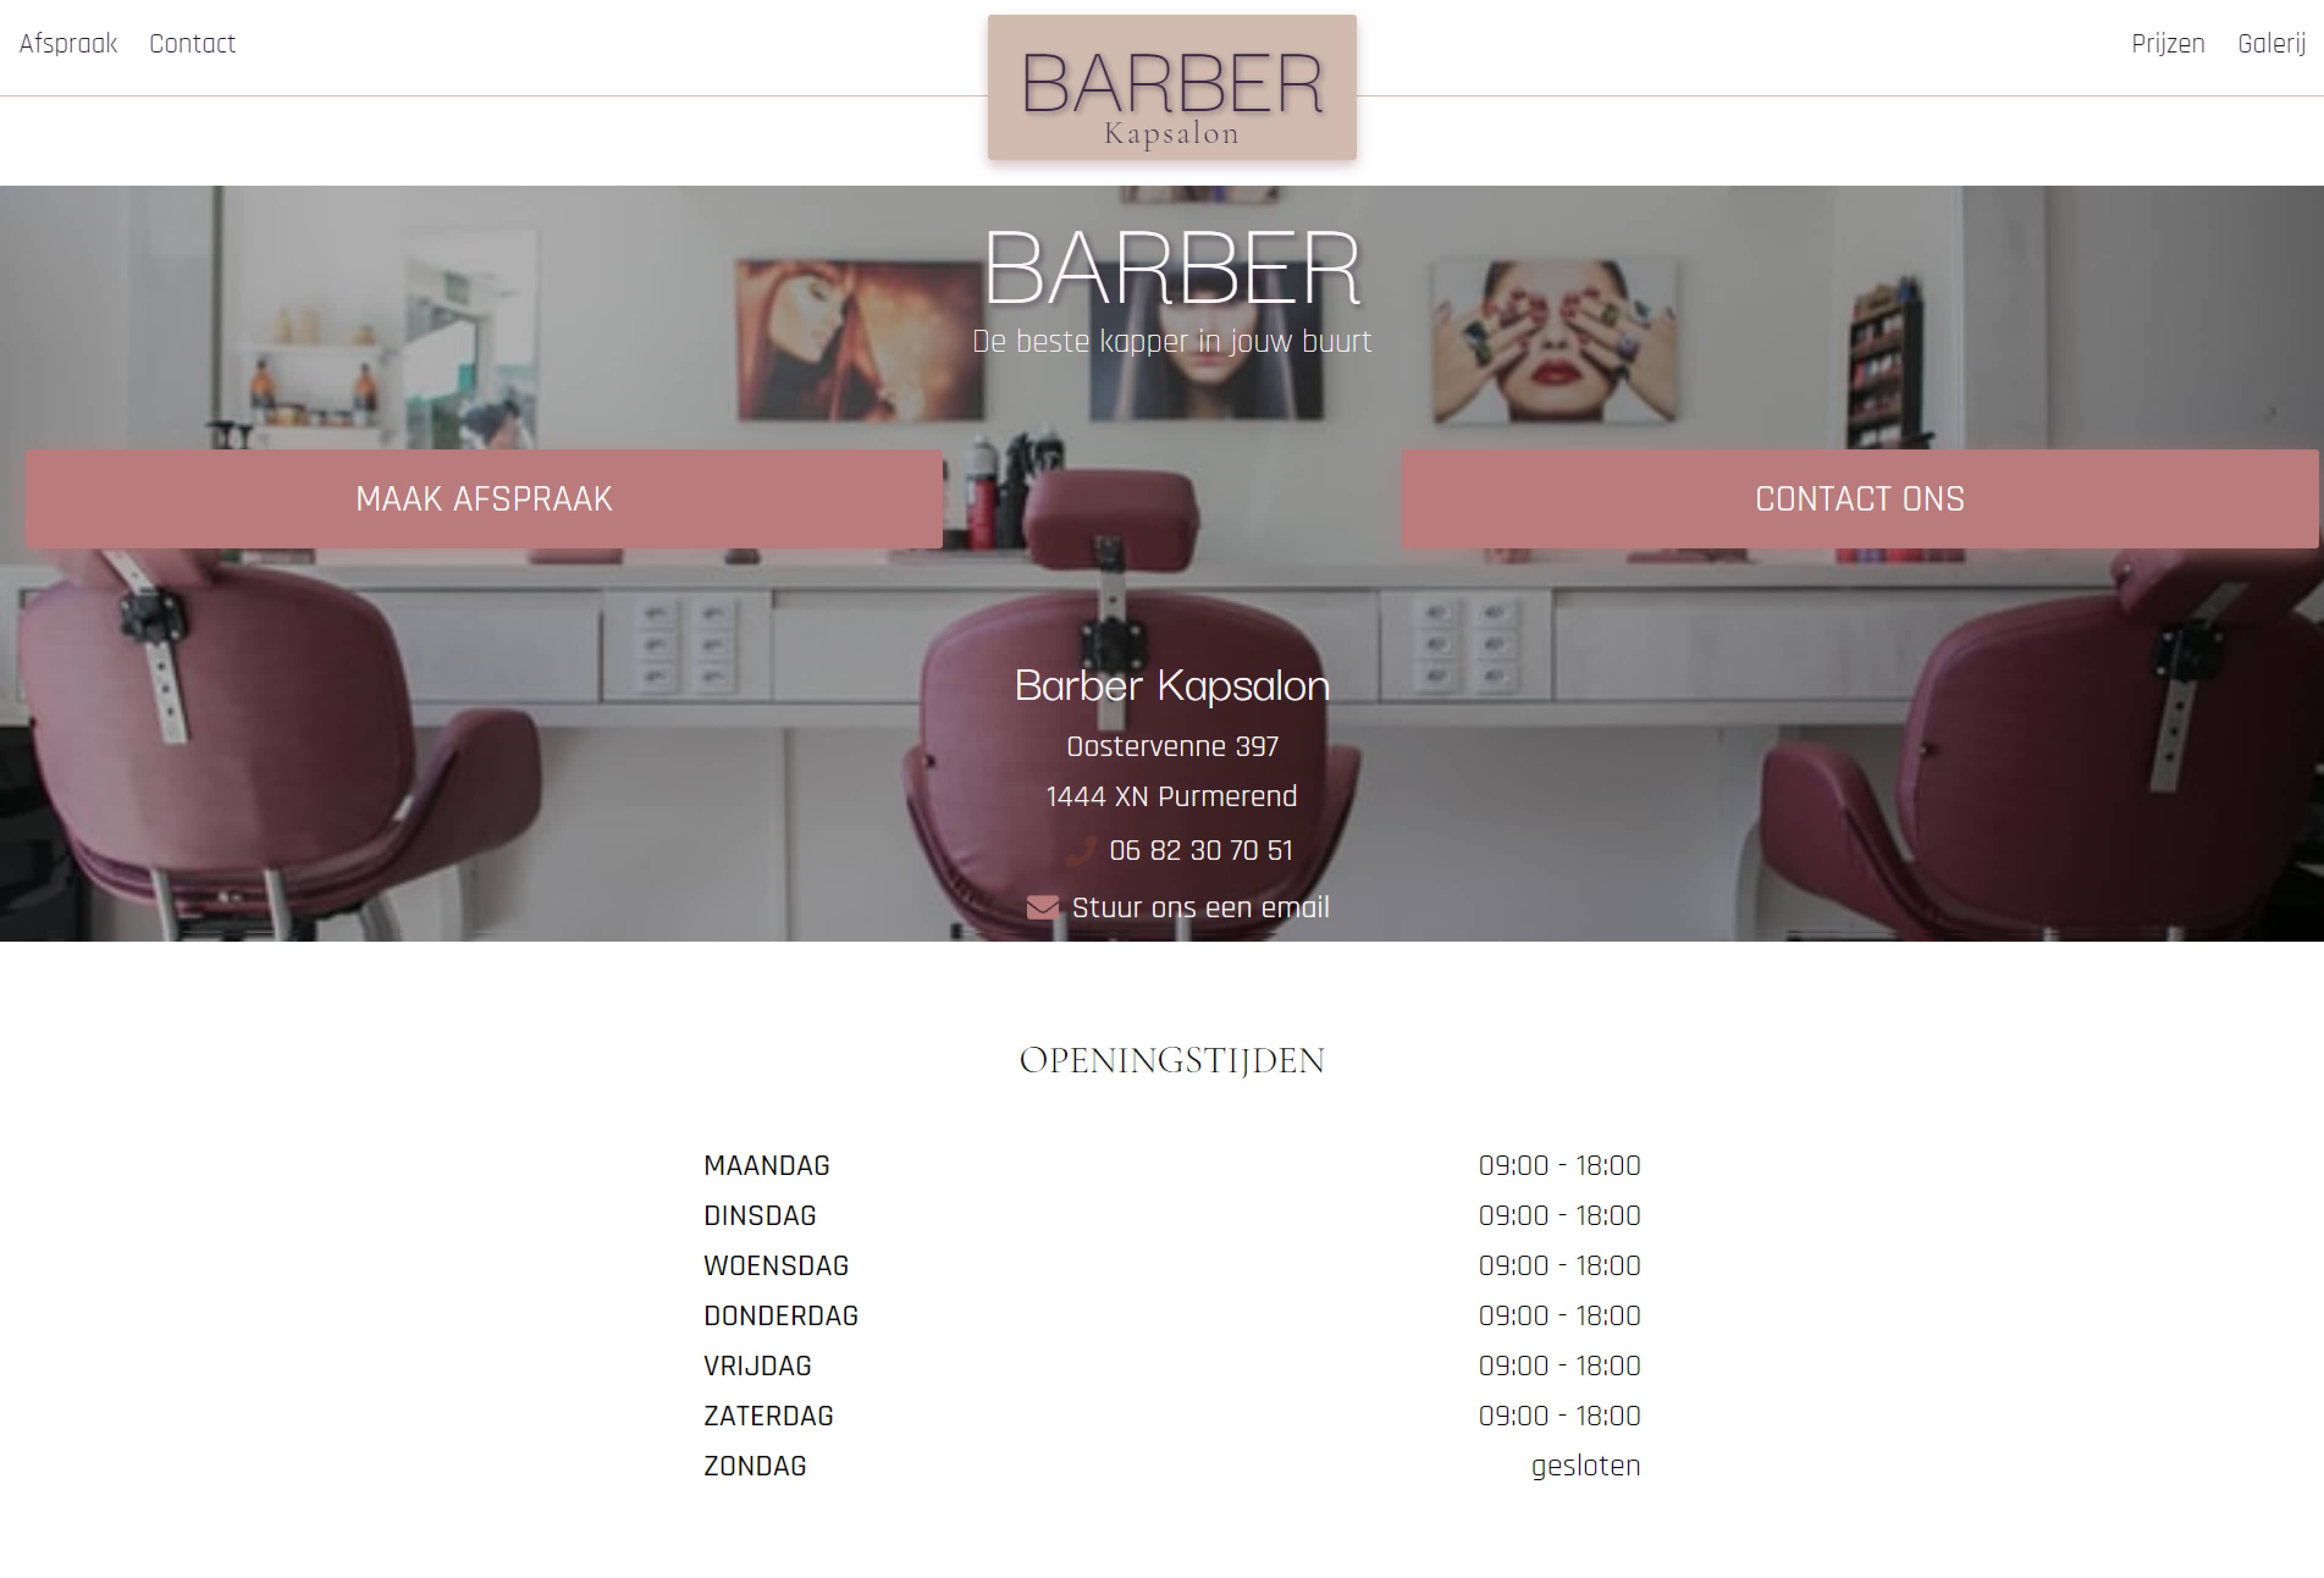 Afspraak Contact
BARBER
Kapsalon
Prijzen Galerij
BARBER
De beste kapper in jouw buurt
MAAK AFSPRAAK
CONTACT ONS
Barber Kapsalon
Oostervenne 397
1444 XN Purmerend
06 82 30 70 51
Stuur ons een email
OPENINGSTIJDEN
MAANDAG 09:00 - 18:00
DINSDAG 09:00 - 18:00
WOENSDAG 09:00 - 18:00
DONDERDAG 09:00 - 18:00
VRIJDAG 09:00 - 18:00
ZATERDAG 09:00 - 18:00
ZONDAG gesloten